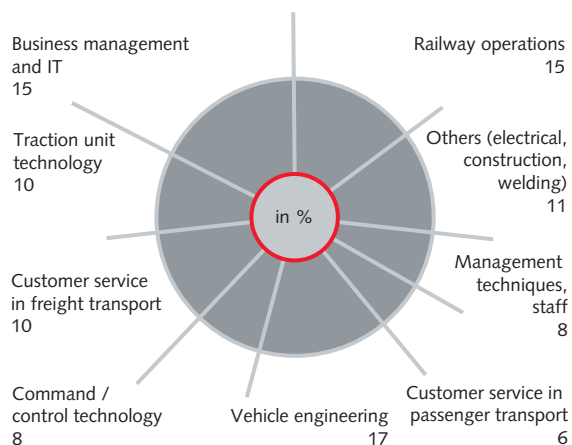 Business management
and IT
15
Railway operations
15
Traction unit
technology
10
Others (electrical,
construction,
welding)
11
in %
Customer service
in freight transport
10
Management
techniques,
staff
8
Command /
control technology
8
Vehicle engineering
17
Customer service in
passenger transport
6